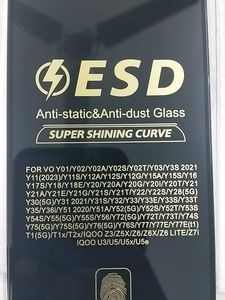 ESD
Anti-static&Anti-dust Glass
SUPER SHINING CURVE
FOR VO Y01/Y02/Y02A/Y02S/Y02T/Y03/Y3S 2021
Y11(2023)/Y11S/Y12A/Y12S/Y12G/Y15A/Y15S/Y16
Y17S/Y18/Y18E/Y20/Y20A/Y20G/Y20I/Y20T/Y21
Y21A/Y21E/Y21G/Y21S/Y21T/Y22/Y22S/Y28(5G)
Y30(5G)/Y31 2021/Y31S/Y32/Y33/Y33E/Y33S/Y33T
Y35/Y36i/Y51 2020/Y51A/Y52(5G)/Y52S/Y52T/Y53S
Y54S/Y55(5G)/Y55S/Y56/Y72(5G)/Y72T/Y73T/Y74S
Y75(5G)/Y75S(5G)/Y76(5G)/Y76S/Y77/Y77E/Y77E(t1)
T1(5G)/T1x/T2x/IQOO Z3/Z5X/Z6/Z6X/Z6 LITE/Z7i
IQOO U3/U5/U5x/U5e